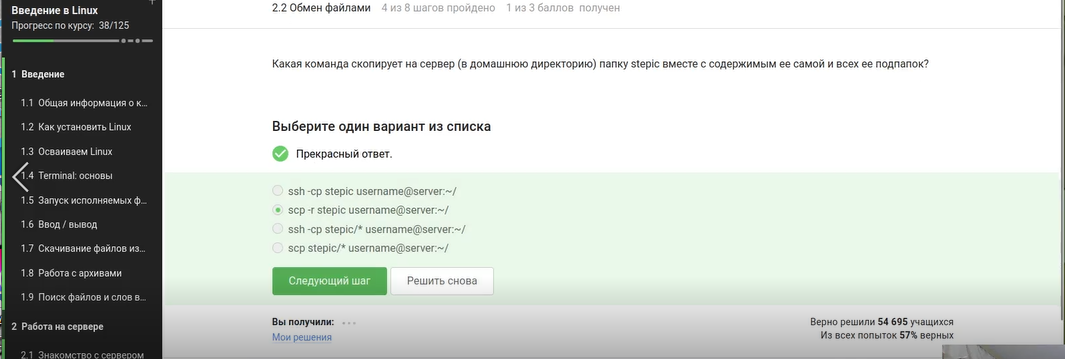 Введение в Linux
Прогресс по курсу: 38/125
1 Введение
1.1 Общая информация о к...
1.2 Как установить Linux
1.3 Осваиваем Linux
1.4 Terminal: основы
1.5 Запуск исполняемых ф...
1.6 Ввод / вывод
1.7 Скачивание файлов из...
1.8 Работа с архивами
1.9 Поиск файлов и слов в...
2 Работа на сервере
2.1 Знакомство с сервером
2.2 Обмен файлами 4 из 8 шагов пройдено 1 из 3 баллов получен
Какая команда скопирует на сервер (в домашнюю директорию) папку stepic вместе с содержимым ее самой и всех ее подпапок?
Выберите один вариант из списка
Прекрасный ответ.
ssh -cp stepic username@server:~/
scp -r stepic username@server:~/
ssh -cp stepic/* username@server:~/
scp stepic/* username@server:~/
Следующий шаг Решить снова
Вы получили:
Мои решения
Верно решили 54 695 учащихся
Из всех попыток 57% верных